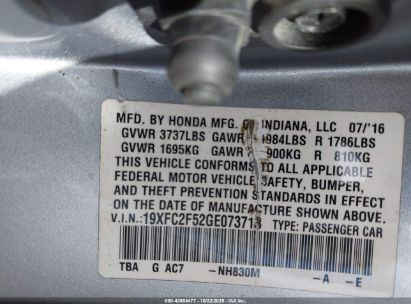 MFD. BY HONDA MFG. OF INDIANA, LLC 07/'16
GVWR 3737LBS GAWR 1984LBS R 1786LBS
GVWR 1695KG GAWR 900KG R 810KG
THIS VEHICLE CONFORMS TO ALL APPLICABLE
FEDERAL MOTOR VEHICLE SAFETY, BUMPER,
AND THEFT PREVENTION STANDARDS IN EFFECT
ON THE DATE OF MANUFACTURE SHOWN ABOVE.
V.I.N.: 19XFC2F52GE073713 TYPE: PASSENGER CAR
TBA G AC7 -NH830M -A -E